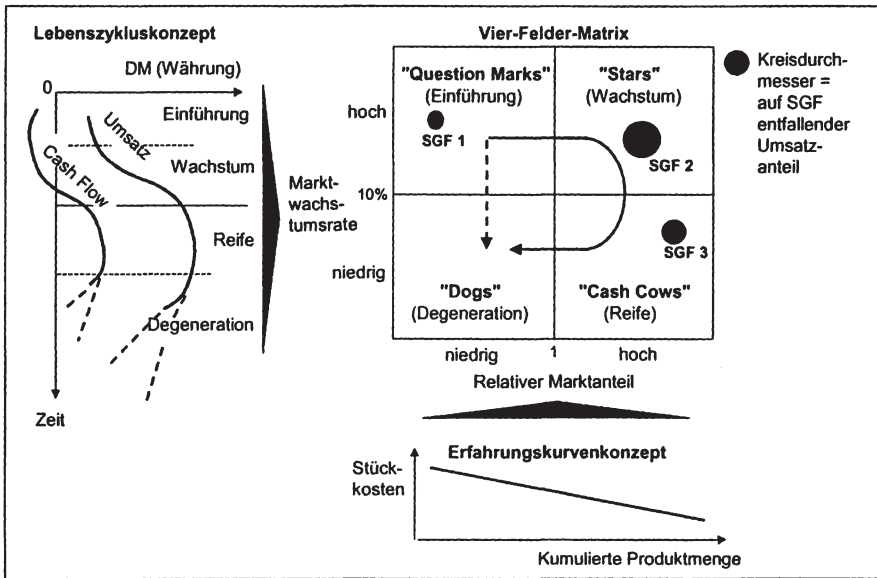 Lebenszykluskonzept
DM (Währung)
0
Einführung
Umsatz
Cash Flow
Wachstum
Reife
Degeneration
Zeit
Vier-Felder-Matrix
Markt-
wachs-
tumsrate
hoch
10%
niedrig
"Question Marks"
(Einführung)
SGF 1
"Stars"
(Wachstum)
SGF 2
SGF 3
"Dogs"
(Degeneration)
"Cash Cows"
(Reife)
niedrig
1
hoch
Relativer Marktanteil
Kreisdurch-
messer =
auf SGF
entfallender
Umsatz-
anteil
Erfahrungskurvenkonzept
Stück-
kosten
Kumulierte Produktmenge